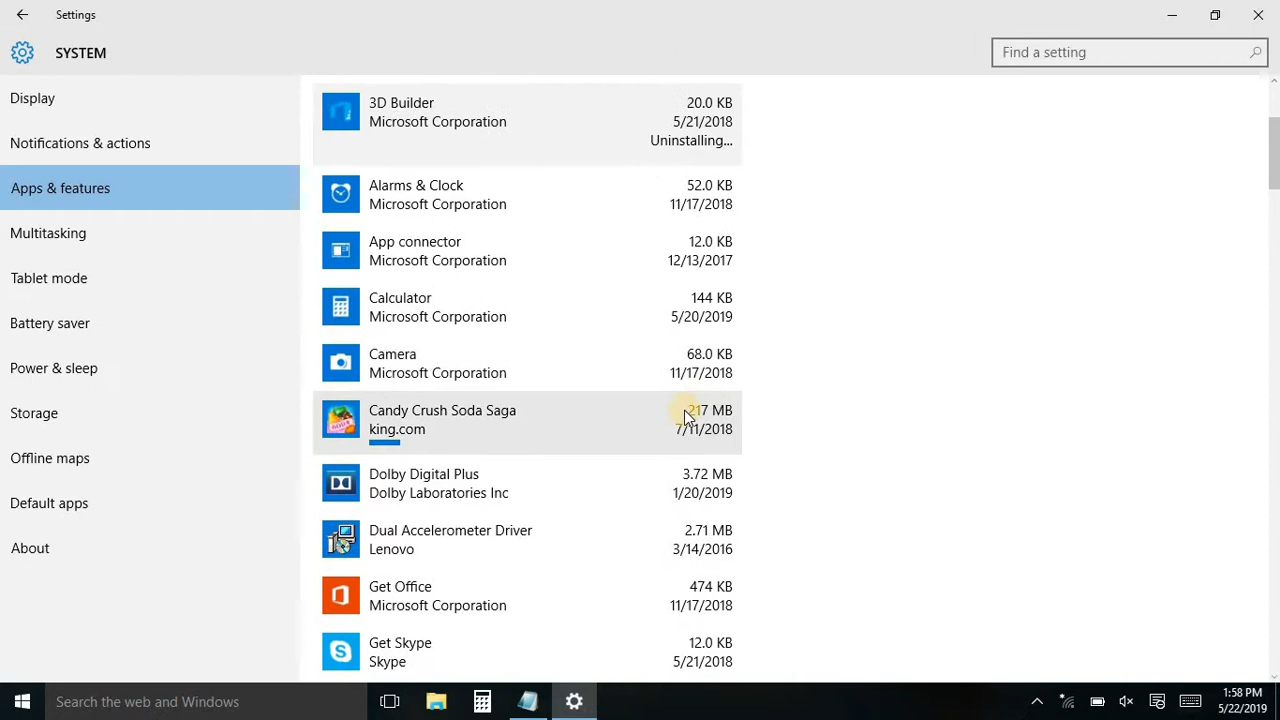 Settings
SYSTEM
Find a setting
Display
Notifications & actions
Apps & features
Multitasking
Tablet mode
Battery saver
Power & sleep
Storage
Offline maps
Default apps
About
3D Builder 20.0 KB
Microsoft Corporation 5/21/2018
Uninstalling...
Alarms & Clock 52.0 KB
Microsoft Corporation 11/17/2018
App connector 12.0 KB
Microsoft Corporation 12/13/2017
Calculator 144 KB
Microsoft Corporation 5/20/2019
Camera 68.0 KB
Microsoft Corporation 11/17/2018
Candy Crush Soda Saga 217 MB
king.com 7/11/2018
Dolby Digital Plus 3.72 MB
Dolby Laboratories Inc 1/20/2019
Dual Accelerometer Driver 2.71 MB
Lenovo 3/14/2016
Get Office 474 KB
Microsoft Corporation 11/17/2018
Get Skype 12.0 KB
Skype 5/21/2018
Search the web and Windows
1:58 PM
5/22/2019